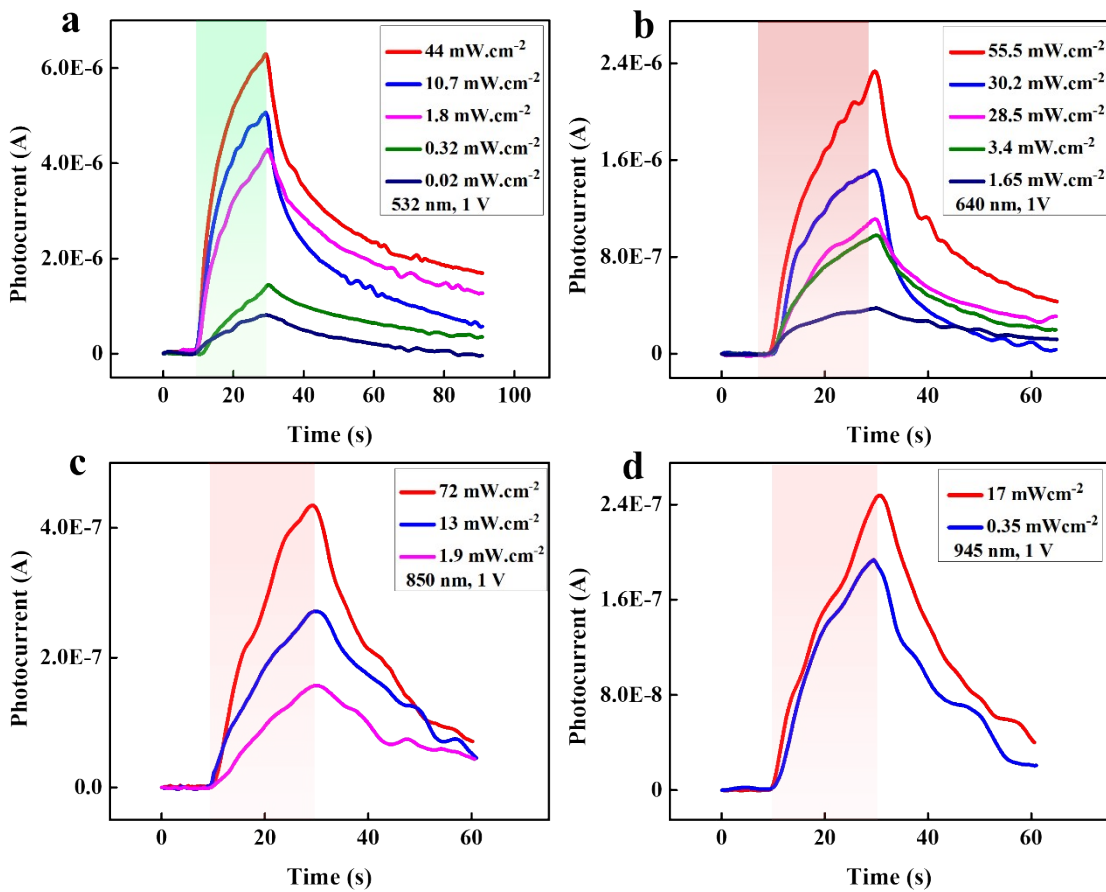 a
44 mW.cm⁻²
10.7 mW.cm⁻²
1.8 mW.cm⁻²
0.32 mW.cm⁻²
0.02 mW.cm⁻²
532 nm, 1 V
6.0E-6
4.0E-6
2.0E-6
0
Photocurrent (A)
0 20 40 60 80 100
Time (s)
b
55.5 mW.cm⁻²
30.2 mW.cm⁻²
28.5 mW.cm⁻²
3.4 mW.cm⁻²
1.65 mW.cm⁻²
640 nm, 1V
2.4E-6
1.6E-6
8.0E-7
0
Photocurrent (A)
0 20 40 60
Time (s)
c
72 mW.cm⁻²
13 mW.cm⁻²
1.9 mW.cm⁻²
850 nm, 1 V
4.0E-7
2.0E-7
0.0
Photocurrent (A)
0 20 40 60
Time (s)
d
17 mWcm⁻²
0.35 mWcm⁻²
945 nm, 1 V
2.4E-7
1.6E-7
8.0E-8
0
Photocurrent (A)
0 20 40 60
Time (s)